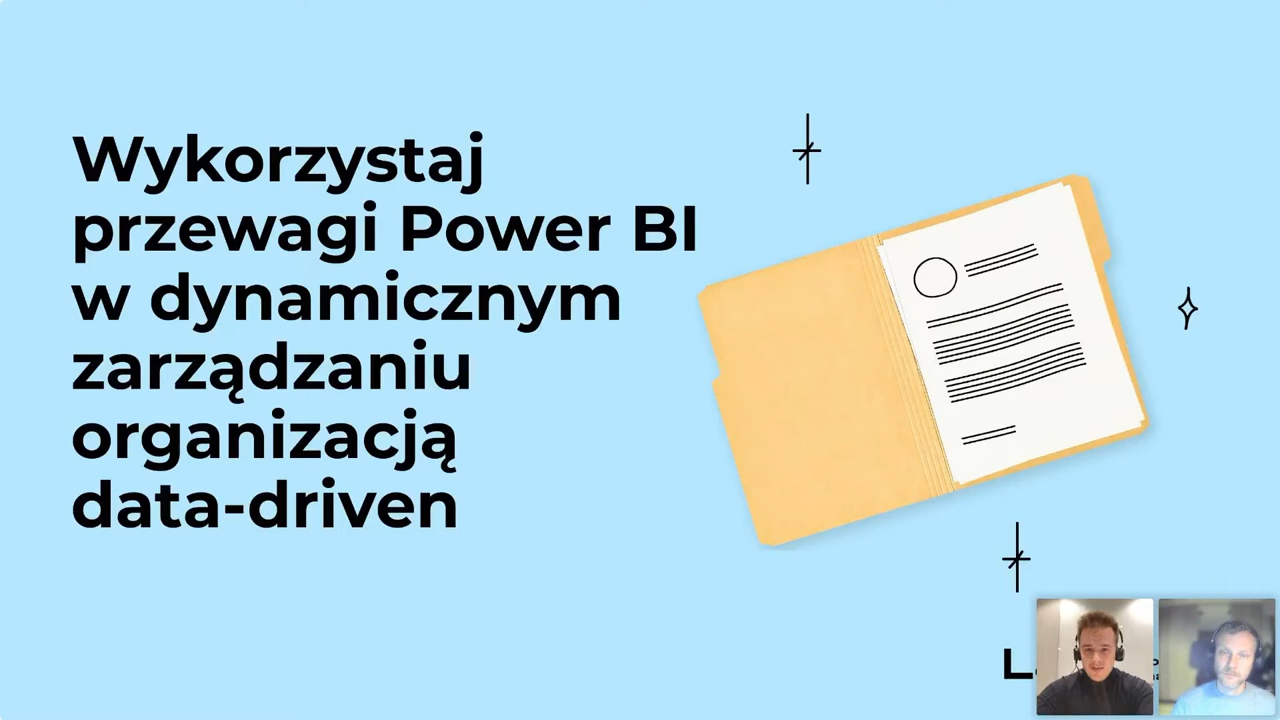 Wykorzystaj
przewagi Power BI
w dynamicznym
zarządzaniu
organizacją
data-driven